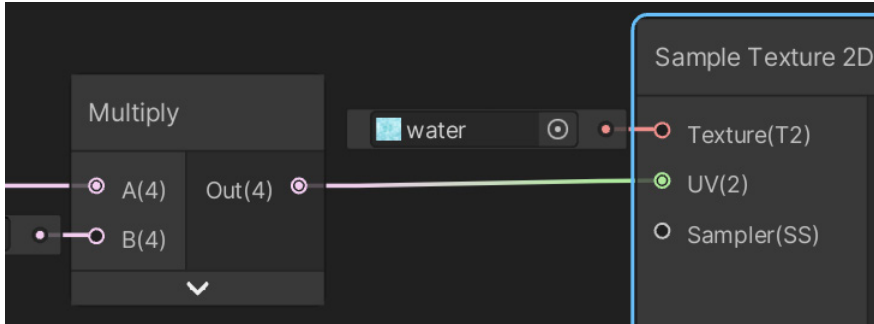 Sample Texture 2D
Multiply
water
Texture(T2)
A(4)
Out(4)
UV(2)
B(4)
Sampler(SS)